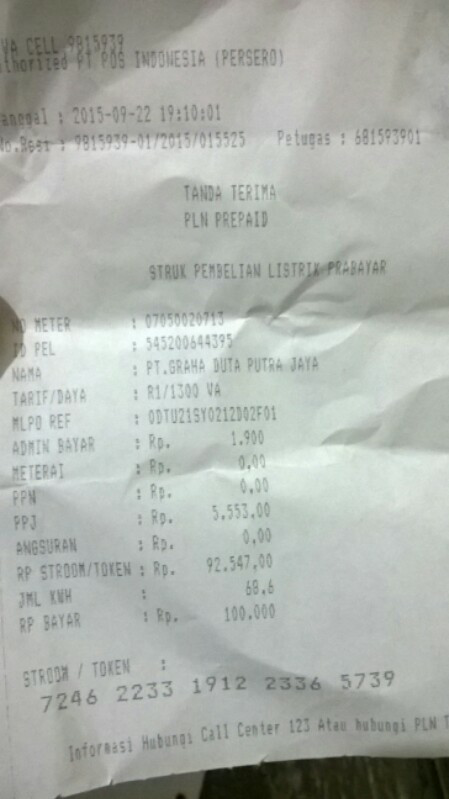 VA CELL 9815939
uthorized PT POS INDONESIA (PERSERO)
anggal : 2015-09-22 19:10:01
No.Resi : 9815939-01/2015/015525 Petugas : 681593901
TANDA TERIMA
PLN PREPAID
STRUK PEMBELIAN LISTRIK PRABAYAR
NO METER : 07050020713
ID PEL : 545200644395
NAMA : PT.GRAHA DUTA PUTRA JAYA
TARIF/DAYA : R1/1300 VA
MLPO REF : 0DTU21SY0212D02F01
ADMIN BAYAR : Rp. 1.900
METERAI : Rp. 0,00
PPN : Rp. 0,00
PPJ : Rp. 5.553,00
ANGSURAN : Rp. 0,00
RP STROOM/TOKEN : Rp. 92.547,00
JML KWH : 68,6
RP BAYAR : Rp. 100.000
STROOM / TOKEN :
7246 2233 1912 2336 5739
Informasi Hubungi Call Center 123 Atau hubungi PLN T